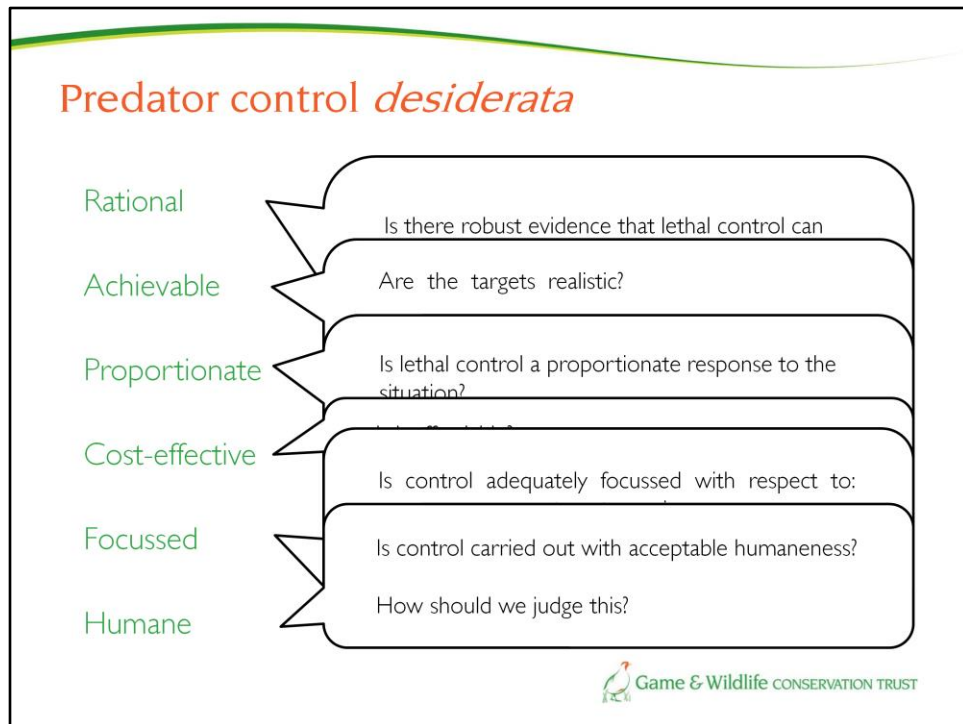 Predator control desiderata
Rational
Is there robust evidence that lethal control can
Achievable
Are the targets realistic?
Proportionate
Is lethal control a proportionate response to the
situation?
Cost-effective
Is control adequately focussed with respect to:
Focussed
Is control carried out with acceptable humaneness?
How should we judge this?
Humane
Game & Wildlife CONSERVATION TRUST